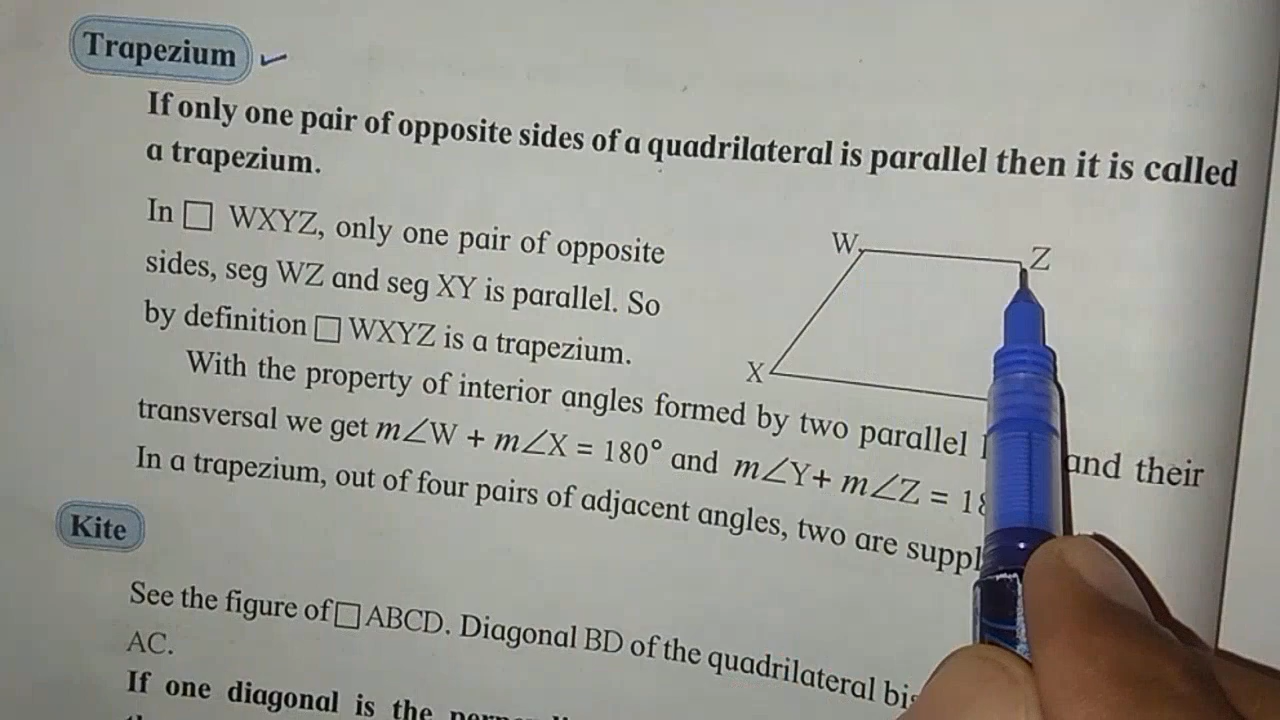 Trapezium
If only one pair of opposite sides of a quadrilateral is parallel then it is called
a trapezium.
In □ WXYZ, only one pair of opposite
sides, seg WZ and seg XY is parallel. So
by definition □ WXYZ is a trapezium.
W
Z
X
With the property of interior angles formed by two parallel and their
transversal we get m∠W + m∠X = 180° and m∠Y+ m∠Z =
In a trapezium, out of four pairs of adjacent angles, two are
Kite
See the figure of □ ABCD. Diagonal BD of the quadrilateral
AC.
If one diagonal is the